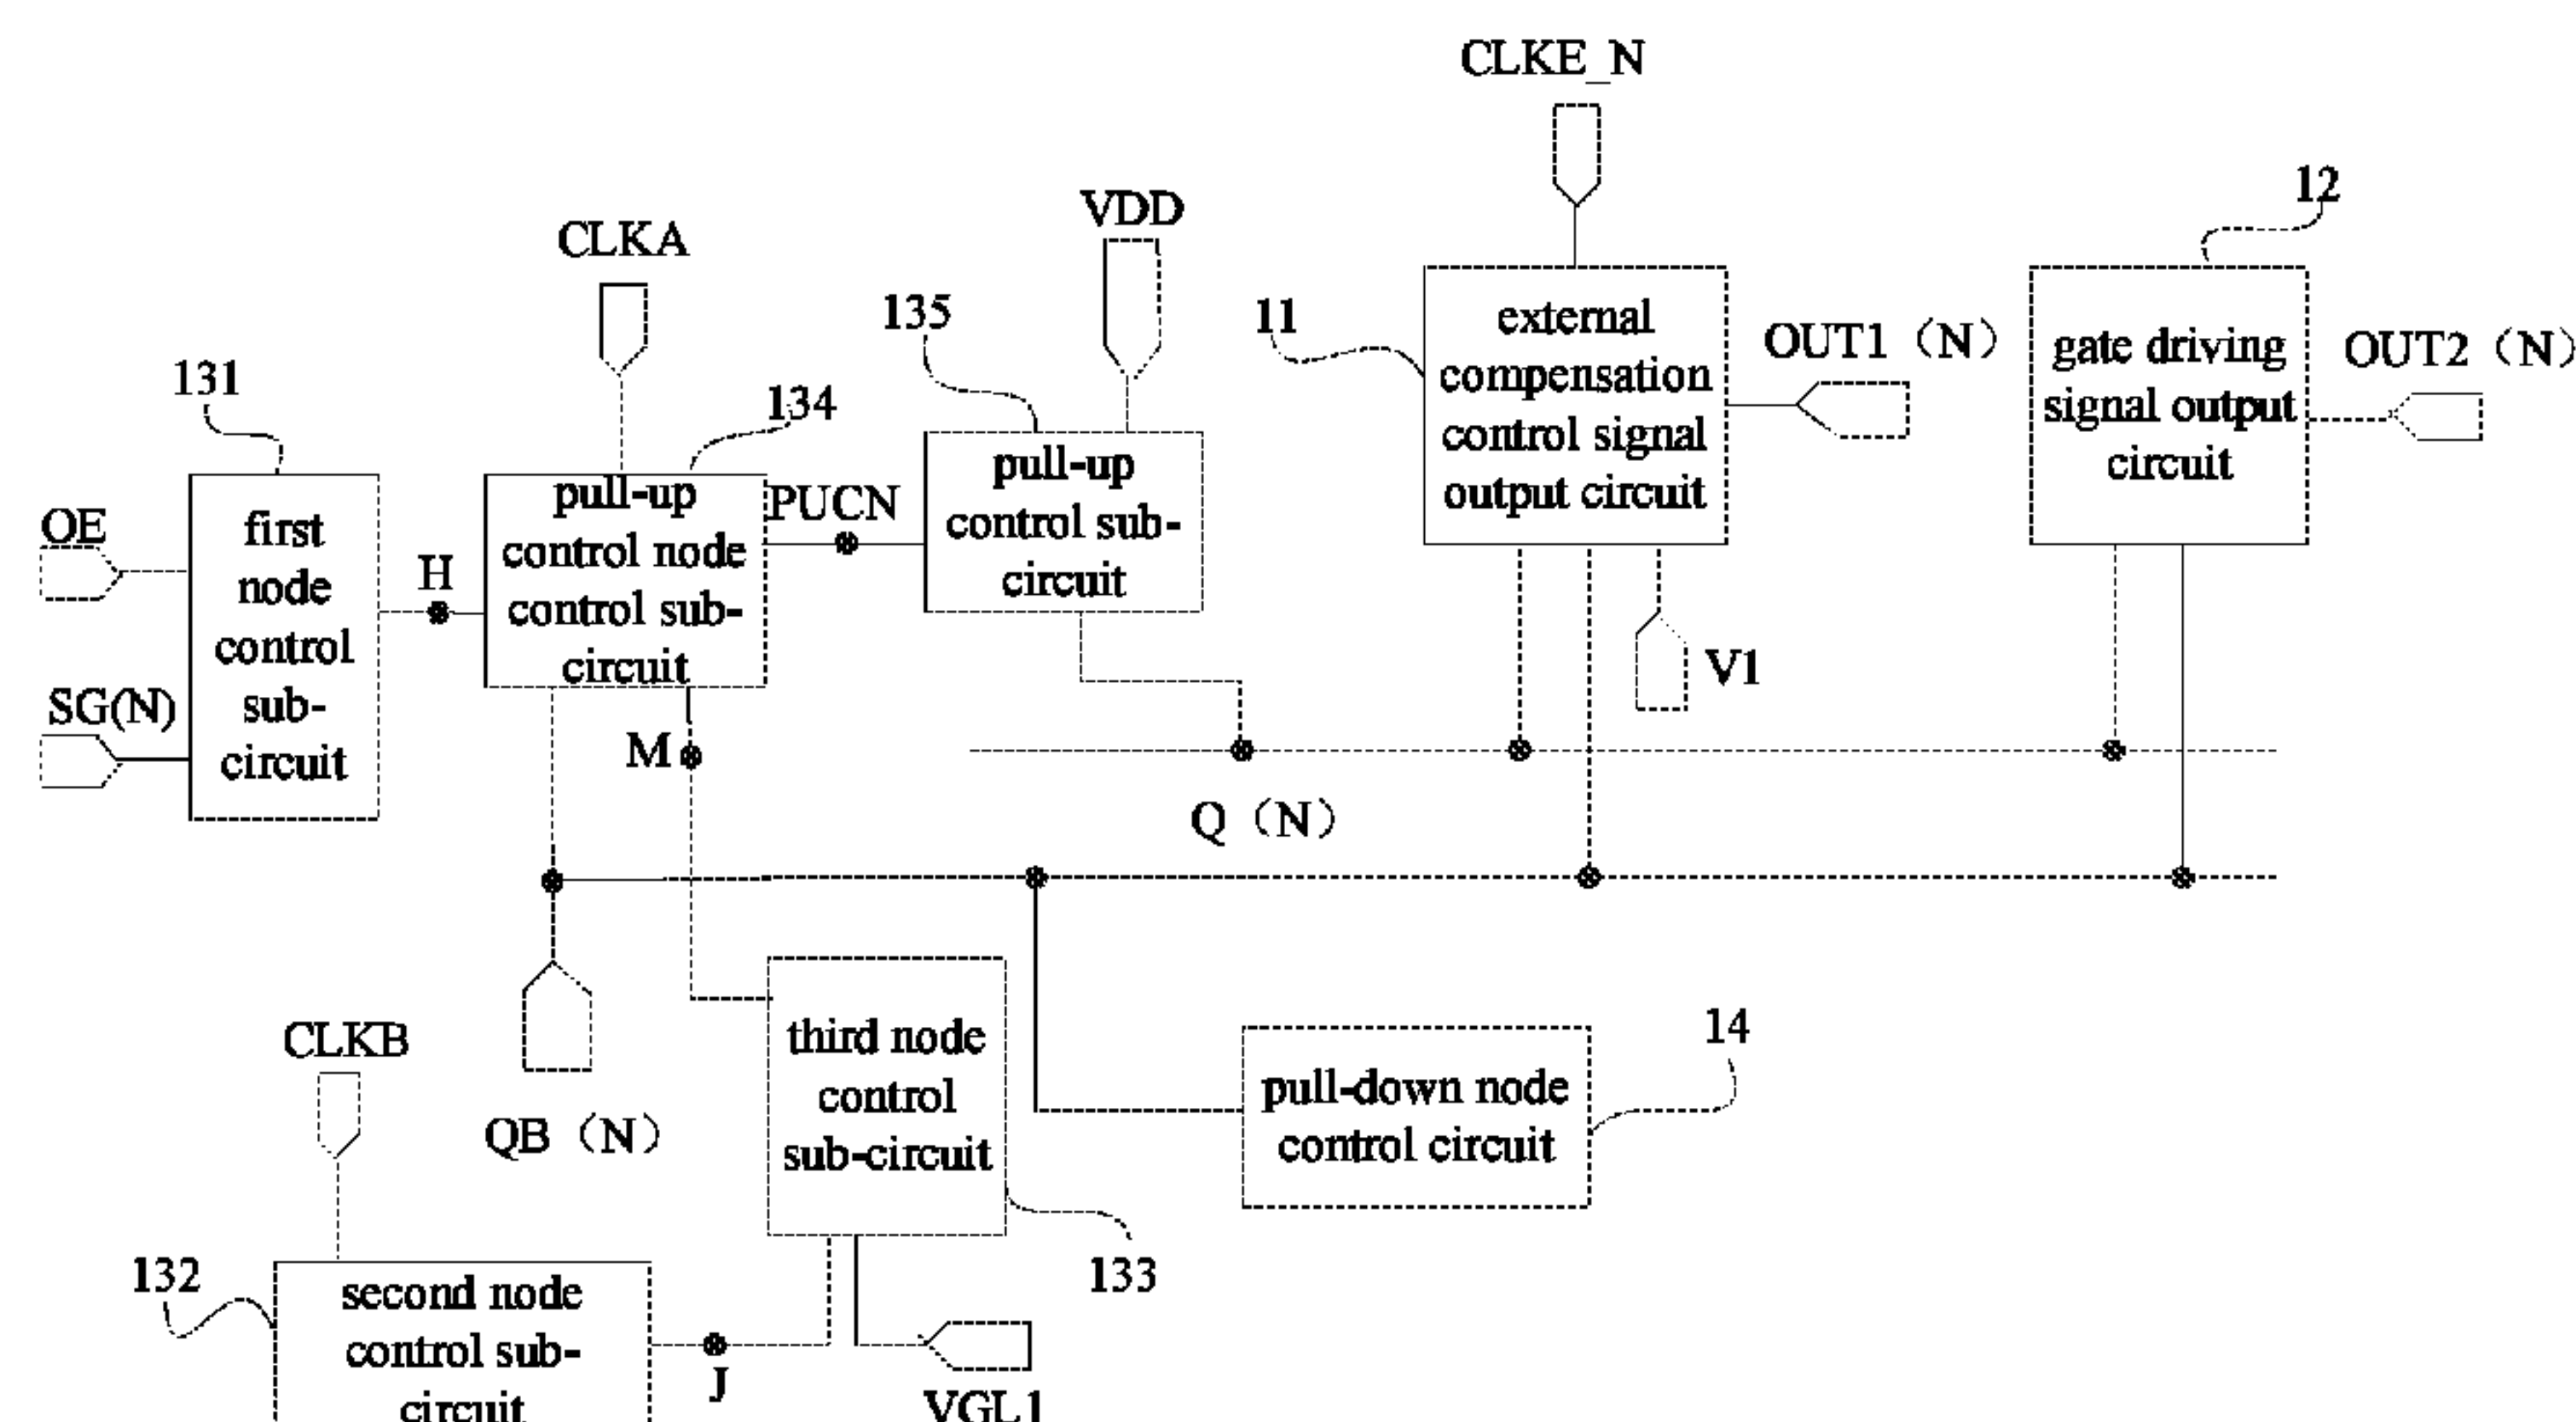 CLKE_N
12
VDD
CLKA
135
11
external
compensation
control signal
output circuit
OUT1（N）
gate driving
signal output
circuit
OUT2（N）
131
134
pull-up
control node
control sub-
circuit
PUCN
pull-up
control sub-
circuit
OE
first
node
control
sub-
circuit
H
SG(N)
M
V1
Q（N）
QB（N）
CLKB
third node
control
sub-circuit
14
pull-down node
control circuit
133
132
second node
control sub-
circuit
J
VGL1